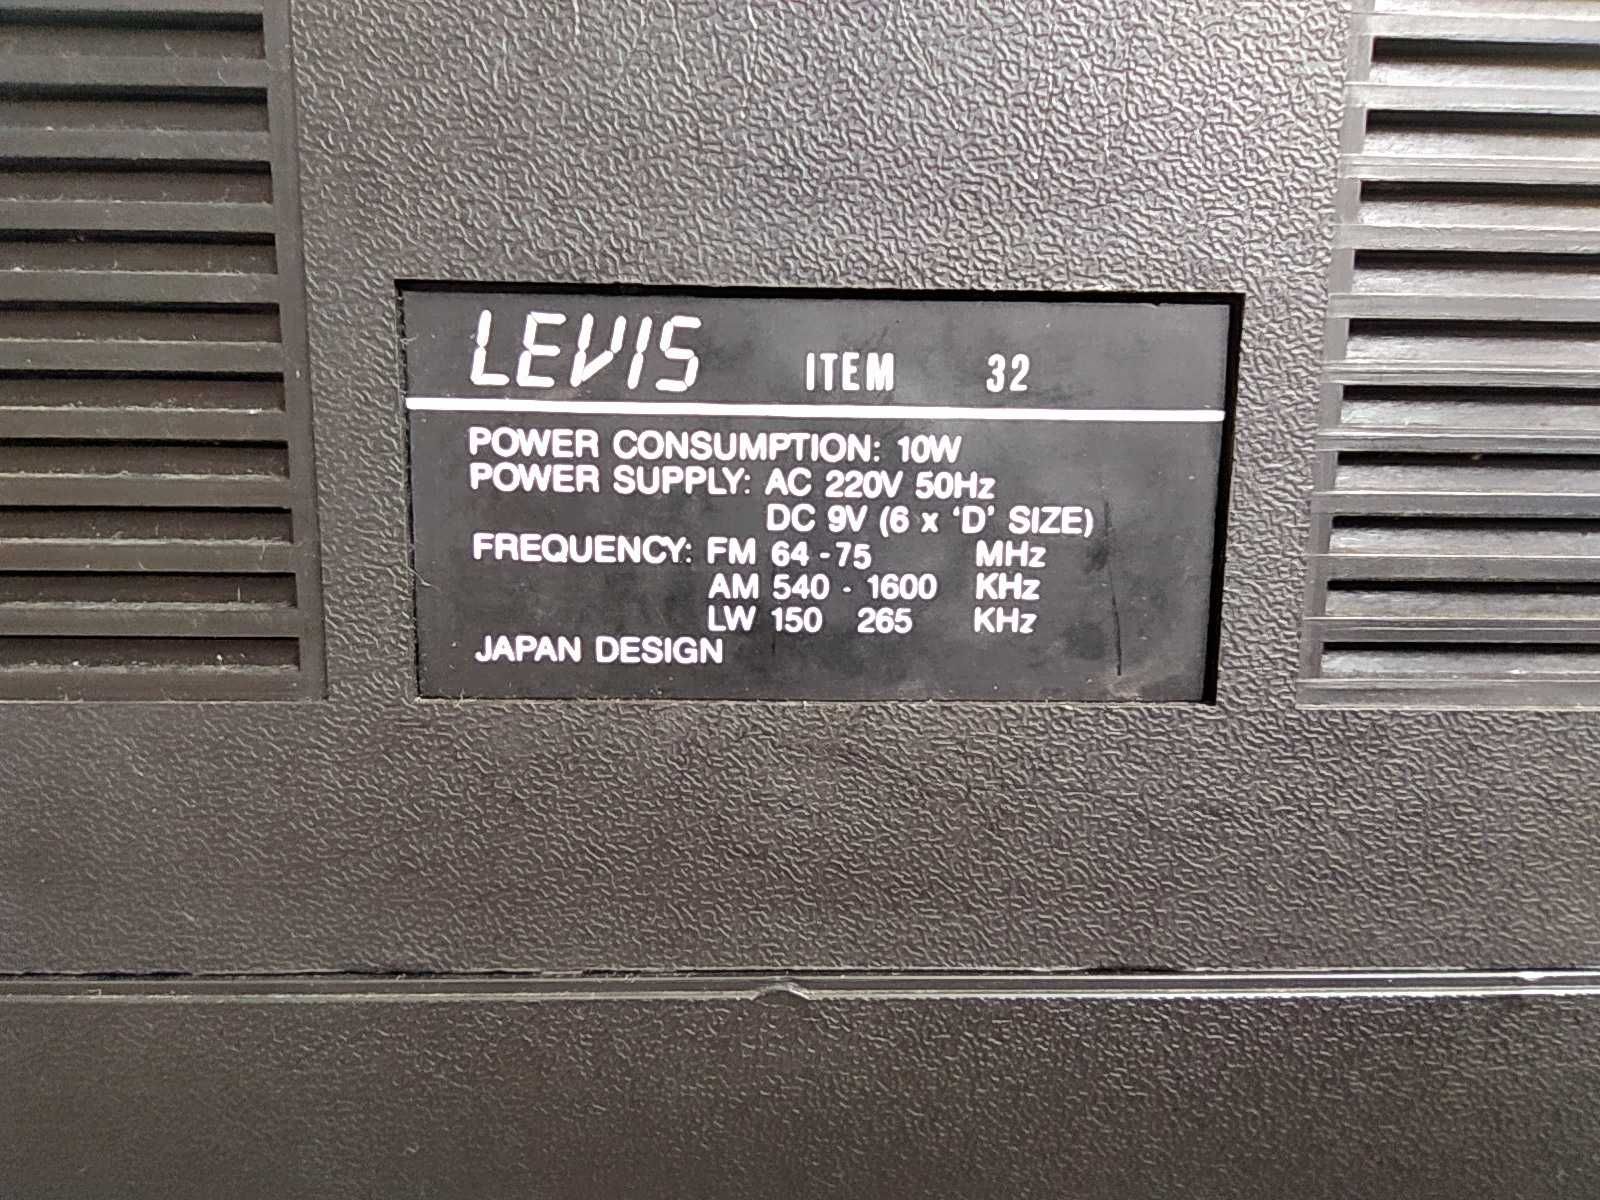 LEVIS ITEM 32
POWER CONSUMPTION: 10W
POWER SUPPLY: AC 220V 50Hz
DC 9V (6 x 'D' SIZE)
FREQUENCY: FM 64 - 75 MHz
AM 540 - 1600 KHz
LW 150 265 KHz
JAPAN DESIGN